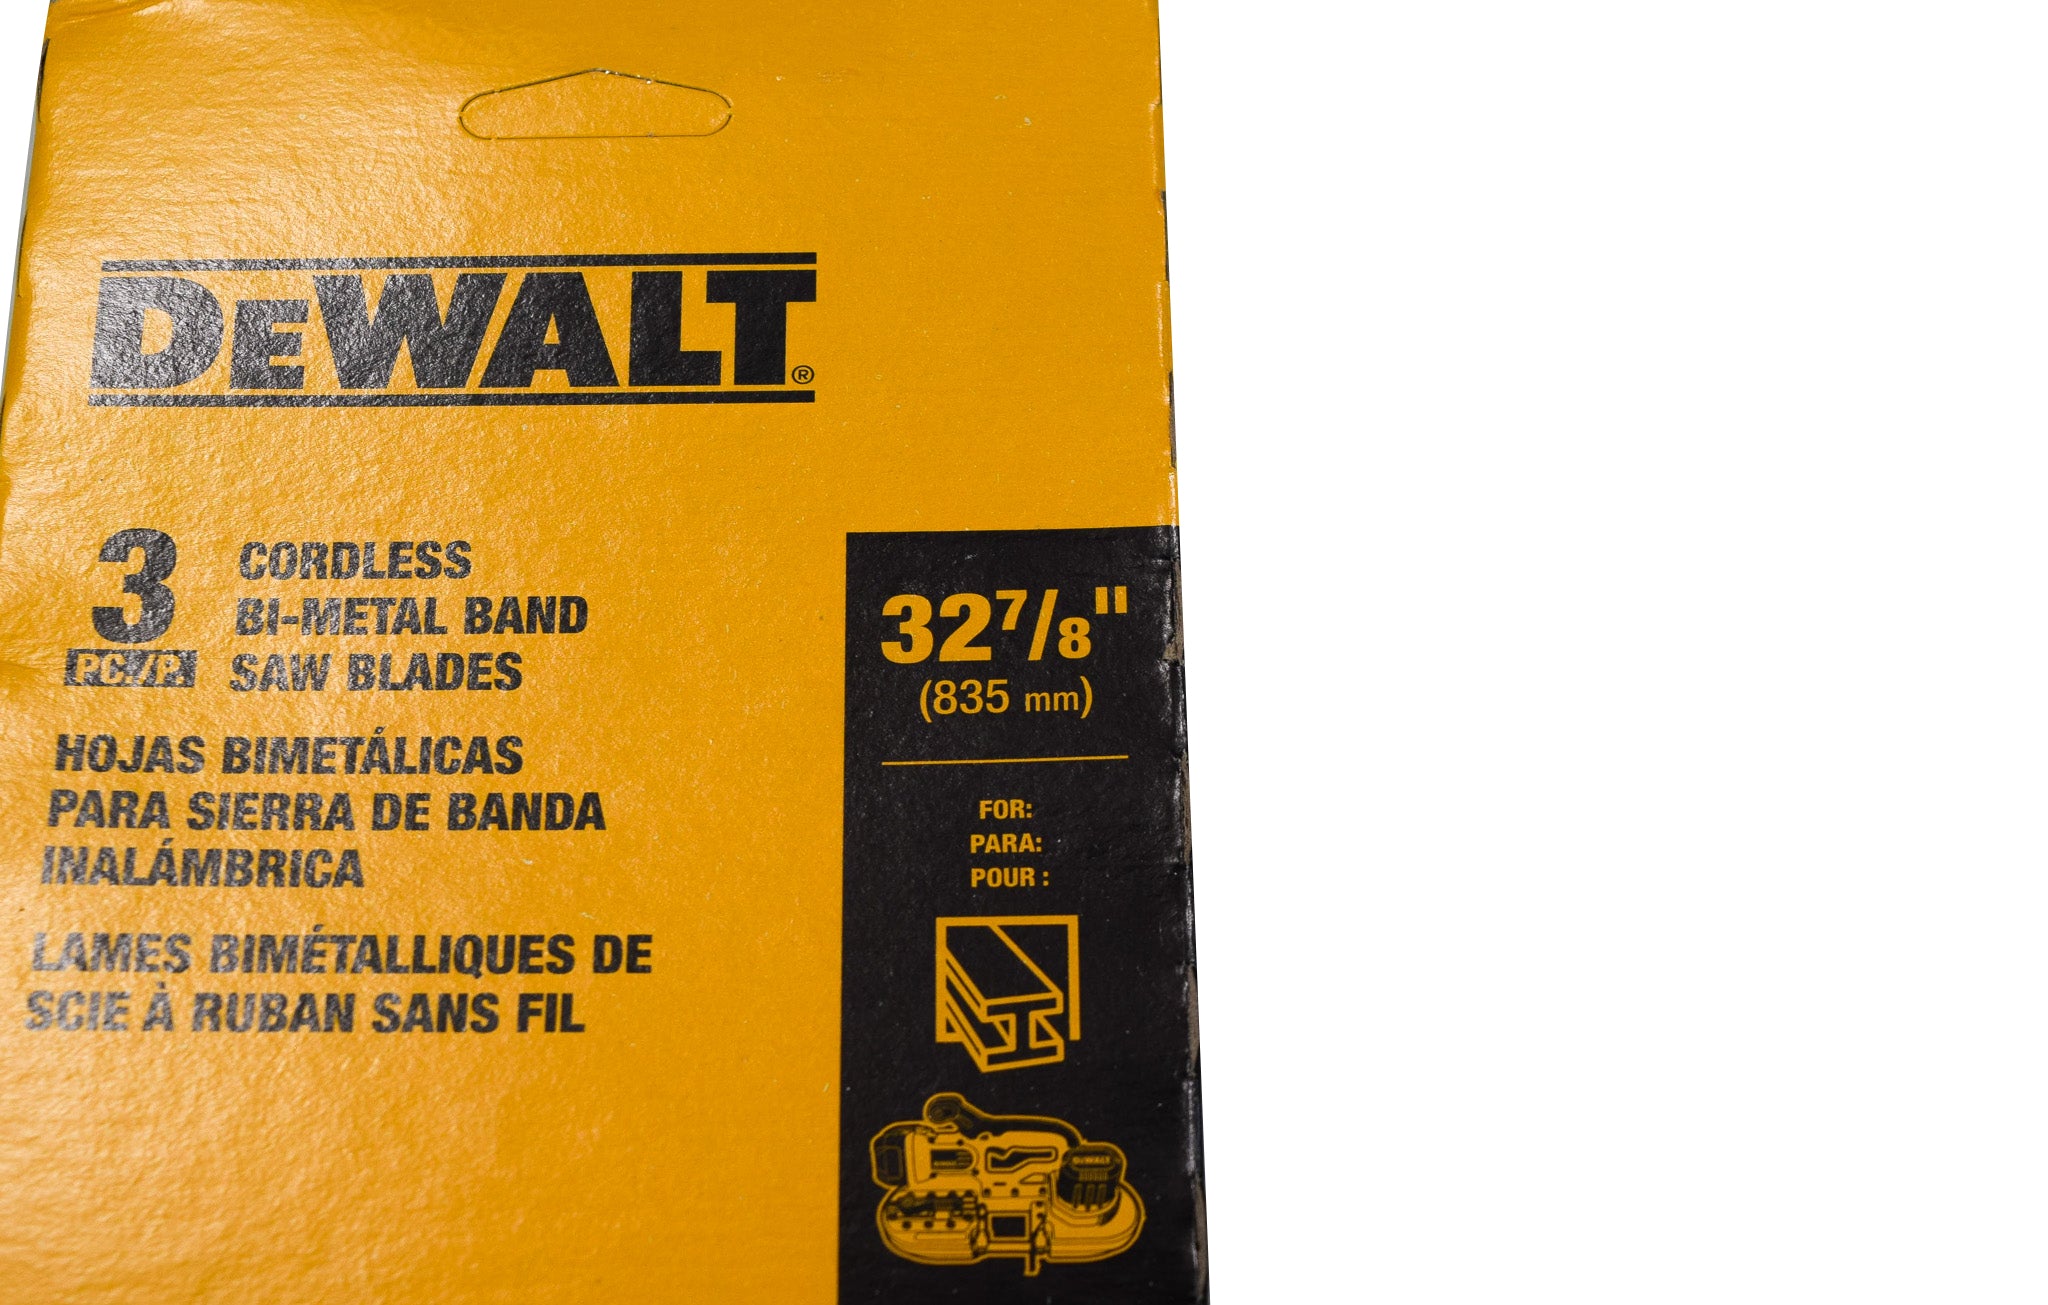 DEWALT®
3 PC./P.
CORDLESS
BI-METAL BAND
SAW BLADES
HOJAS BIMETÁLICAS
PARA SIERRA DE BANDA
INALÁMBRICA
LAMES BIMÉTALLIQUES DE
SCIE À RUBAN SANS FIL
32 7/8"
(835 mm)
FOR:
PARA:
POUR :
DEWALT